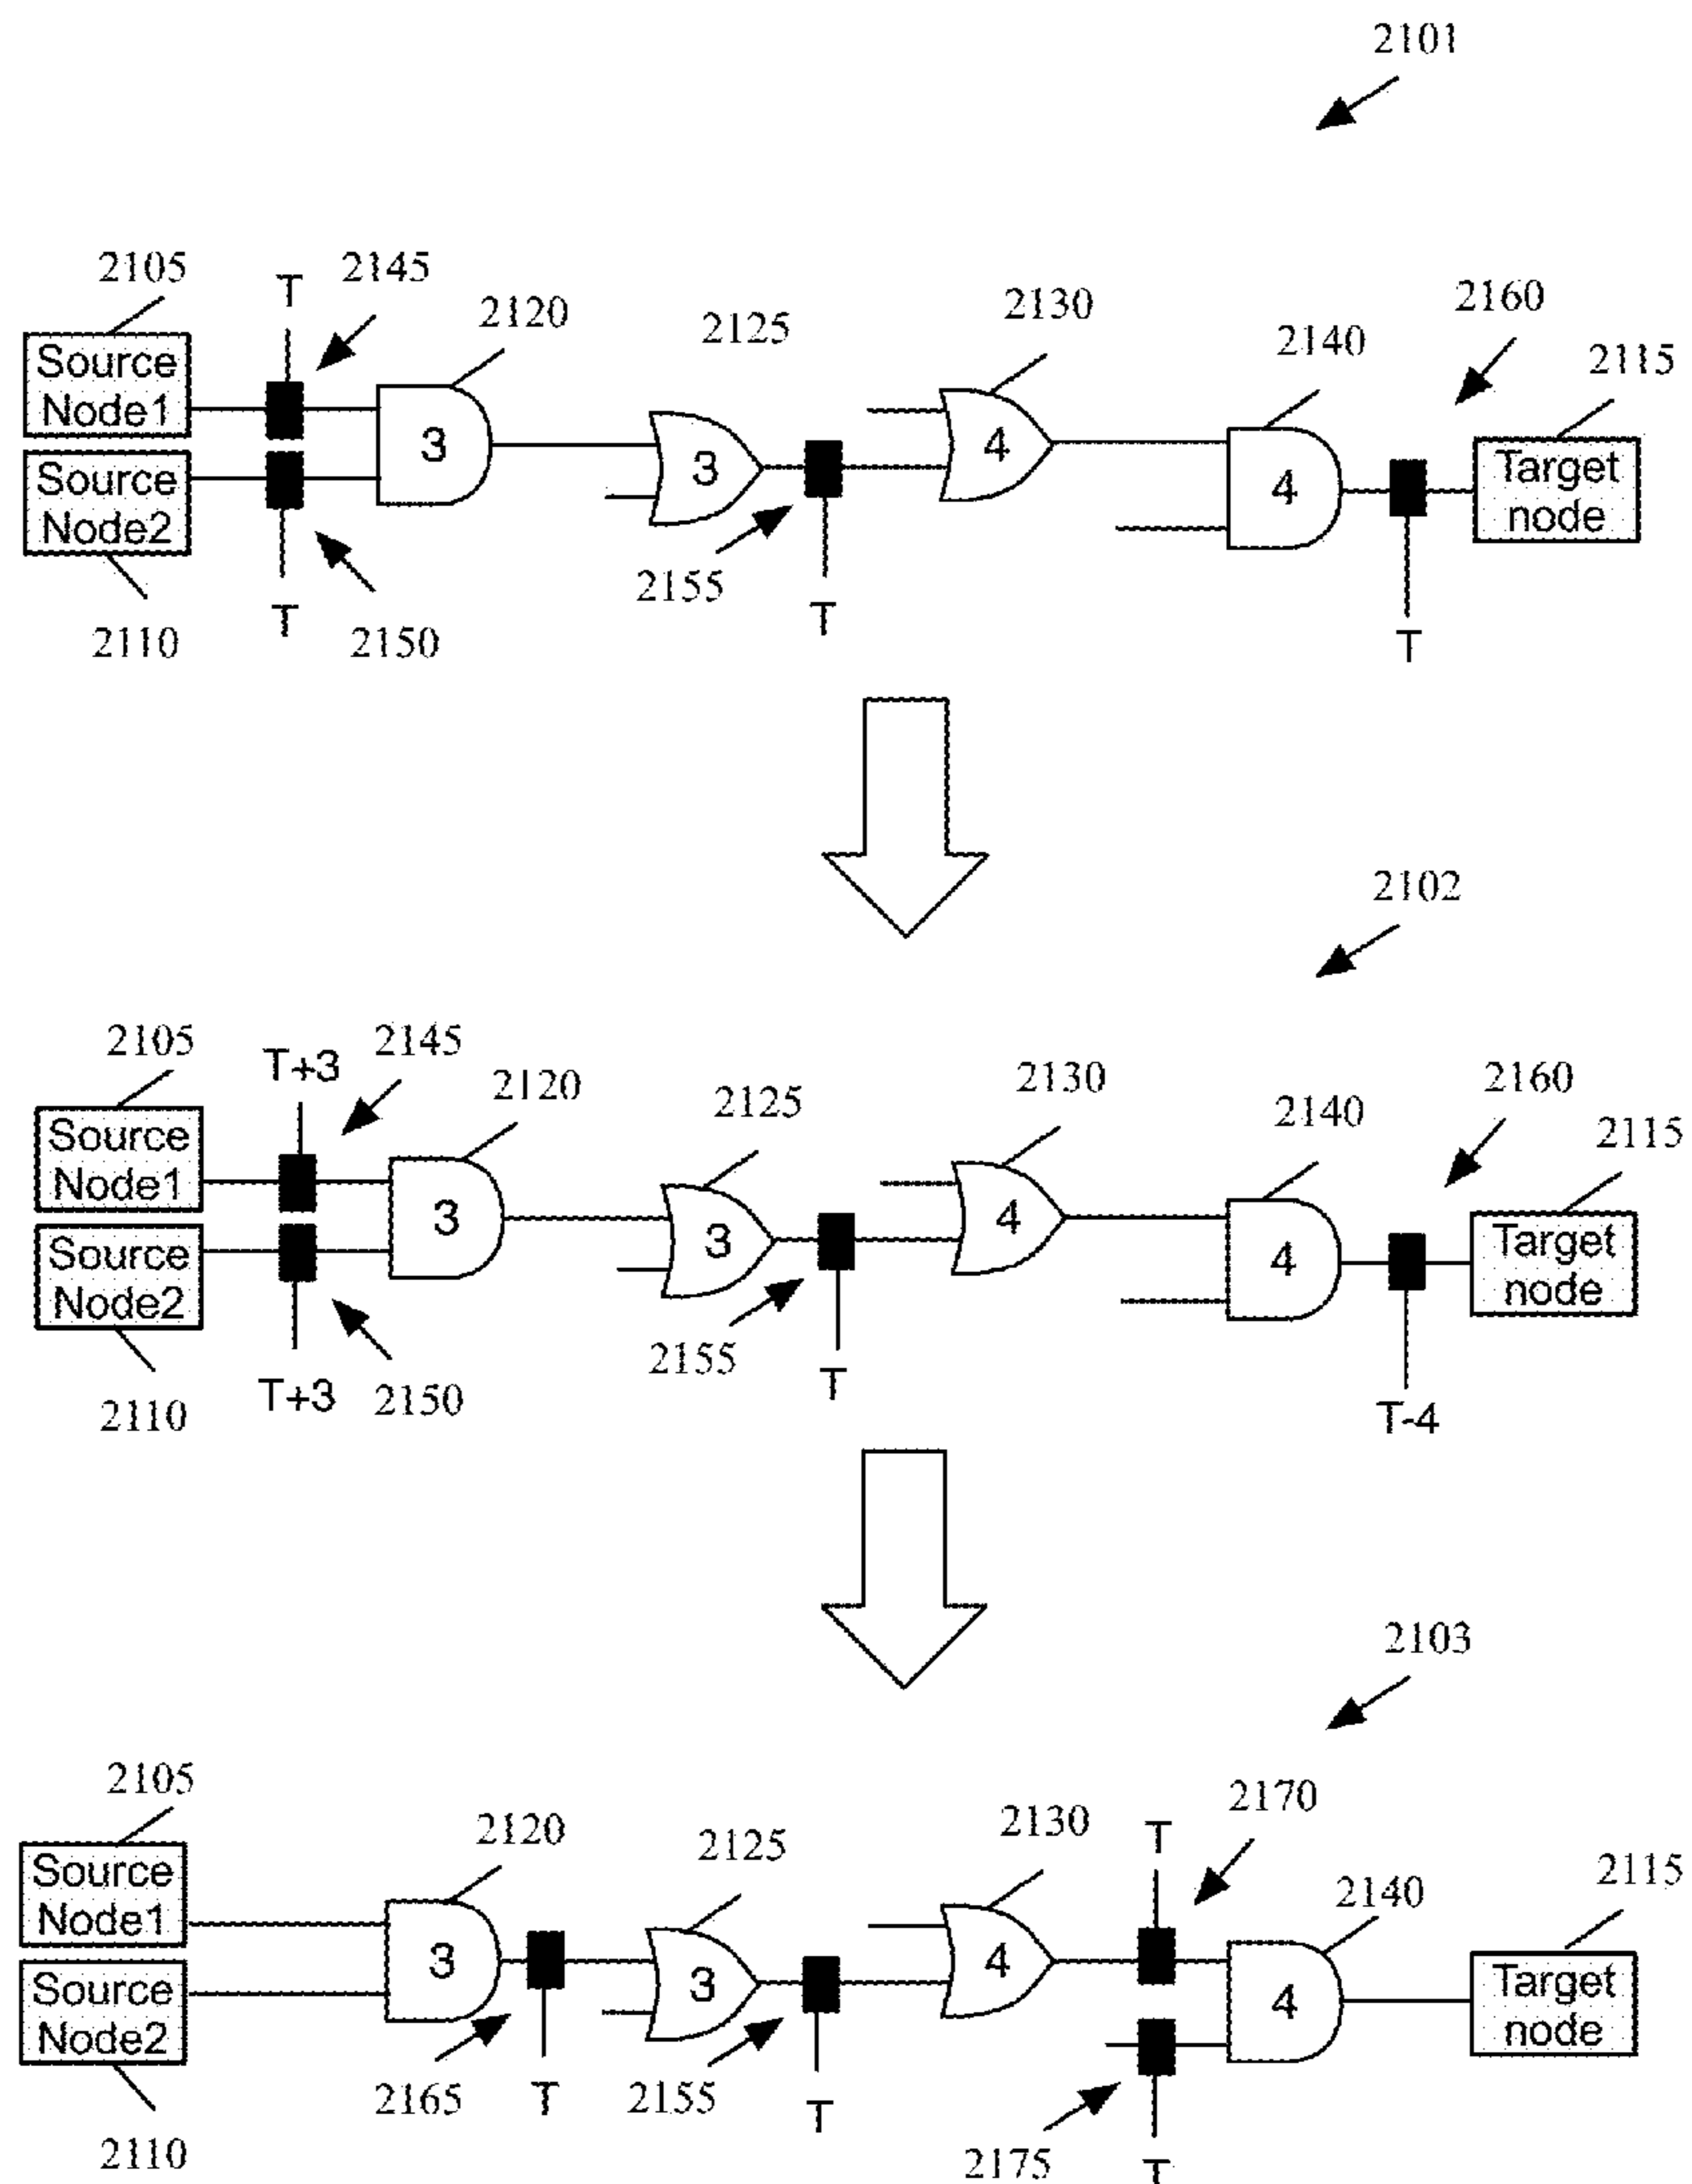 2101
2105
T
2145
2120
2125
2130
2140
2160
2115
Source
Node1
3
3
4
4
Target
node
Source
Node2
2110
T
2150
2155
T
T
2102
2105
T+3
2145
2120
2125
2130
2140
2160
2115
Source
Node1
3
3
4
4
Target
node
Source
Node2
2110
T+3
2150
2155
T
T-4
2103
2105
2120
2125
2130
T
2170
2140
2115
Source
Node1
3
3
4
4
Target
node
Source
Node2
2110
2165
T
2155
T
2175
T